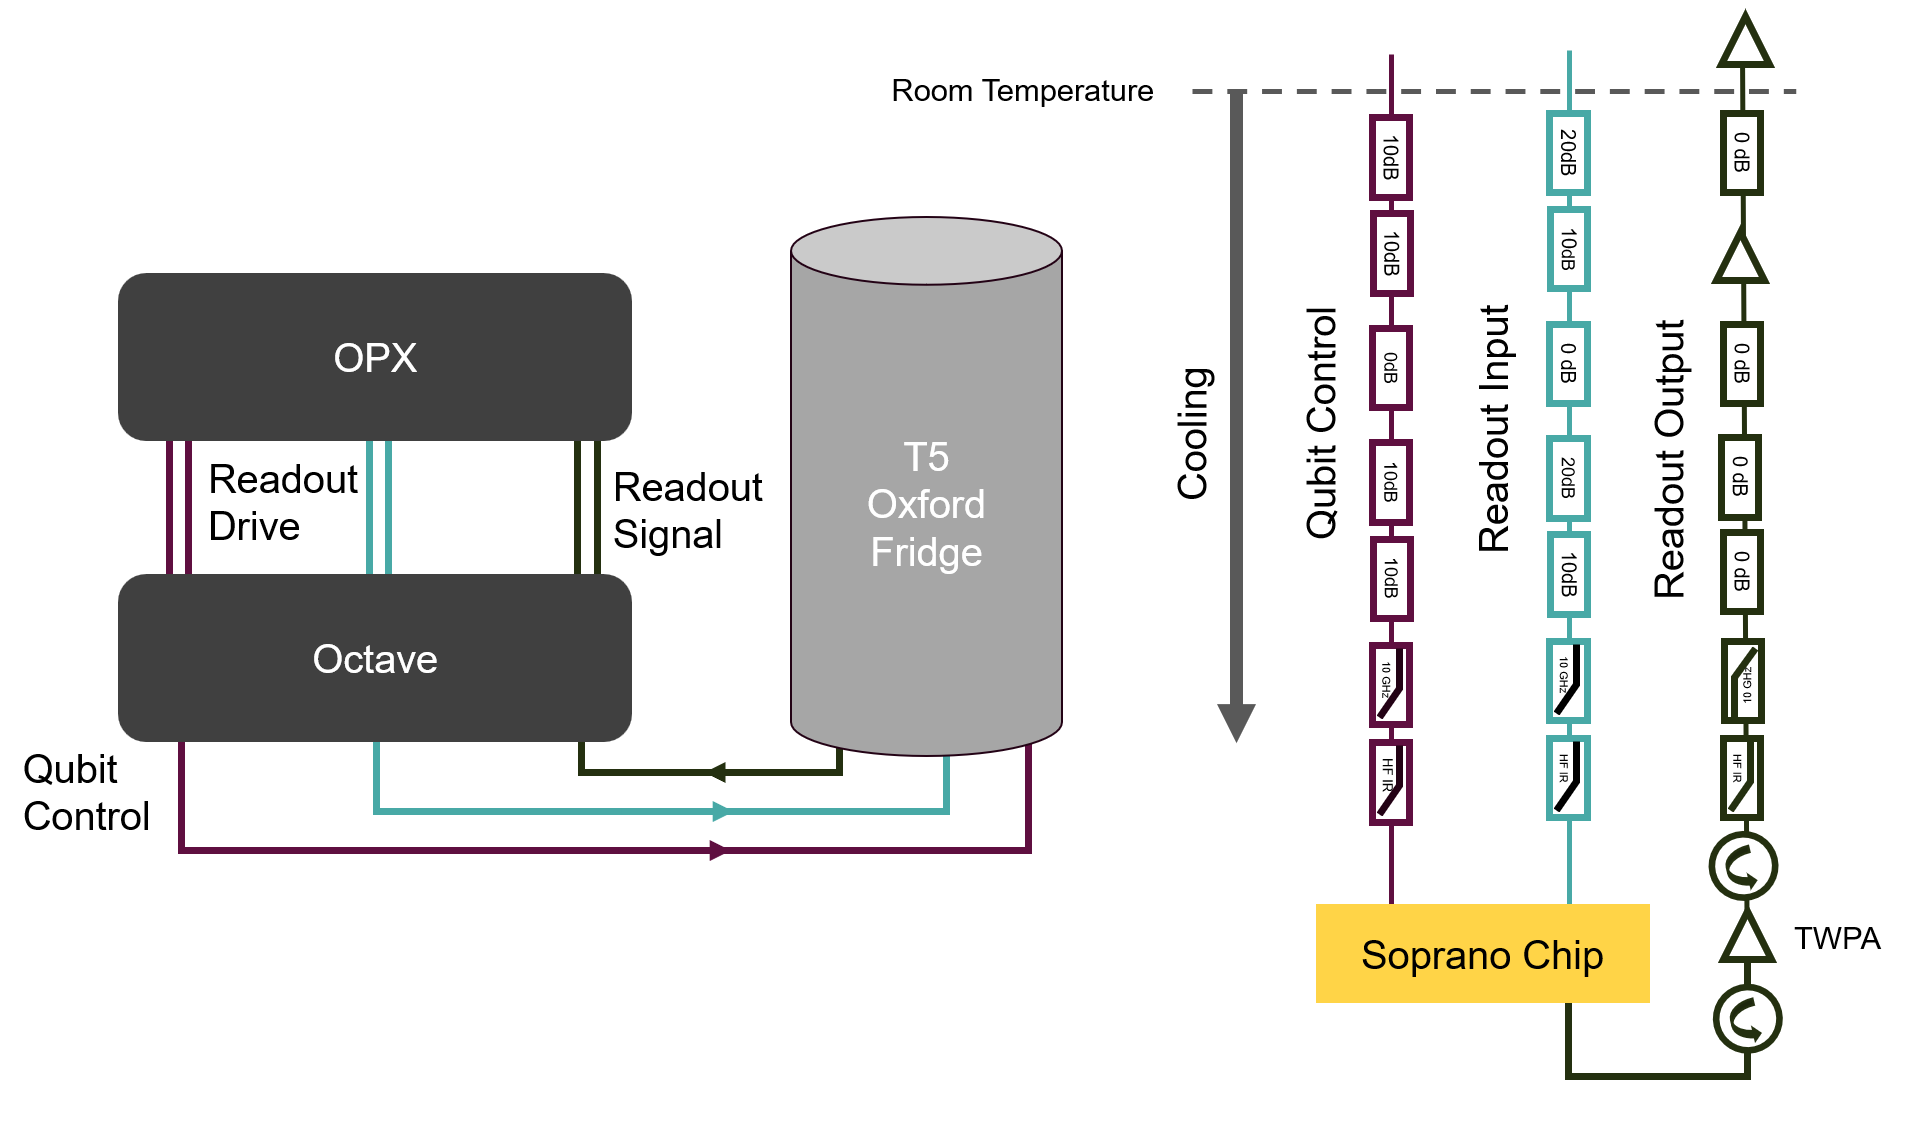 Room Temperature
OPX
Readout
Drive
Readout
Signal
Octave
Qubit
Control
T5
Oxford
Fridge
Cooling
Qubit Control
10dB
10dB
0dB
10dB
10dB
10 GHz
HF IR
Readout Input
20dB
10dB
0 dB
20dB
10dB
10 GHz
HF IR
Readout Output
0 dB
0 dB
0 dB
0 dB
10 GHz
HF IR
TWPA
Soprano Chip